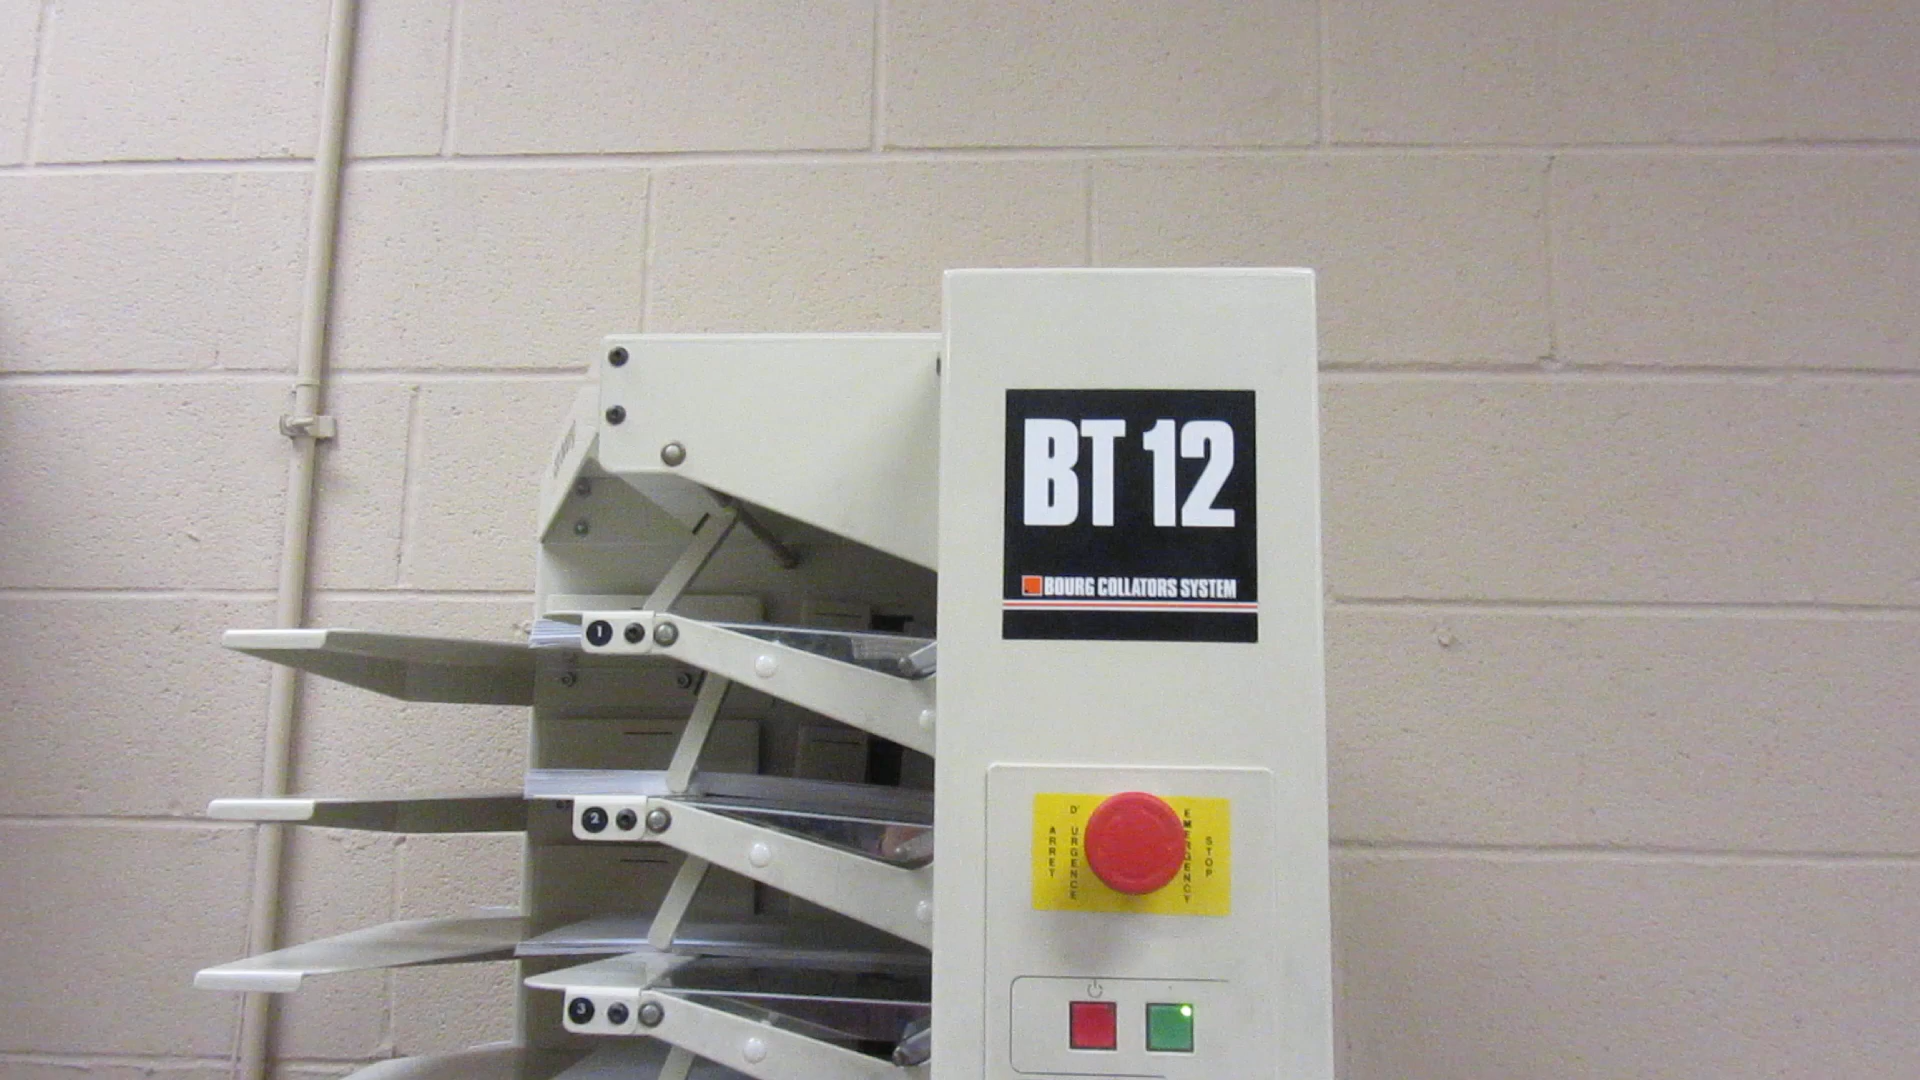 BT 12
BOURG COLLATORS SYSTEM
1
2
3
ARRET
D'URGENCE
EMERGENCY
STOP